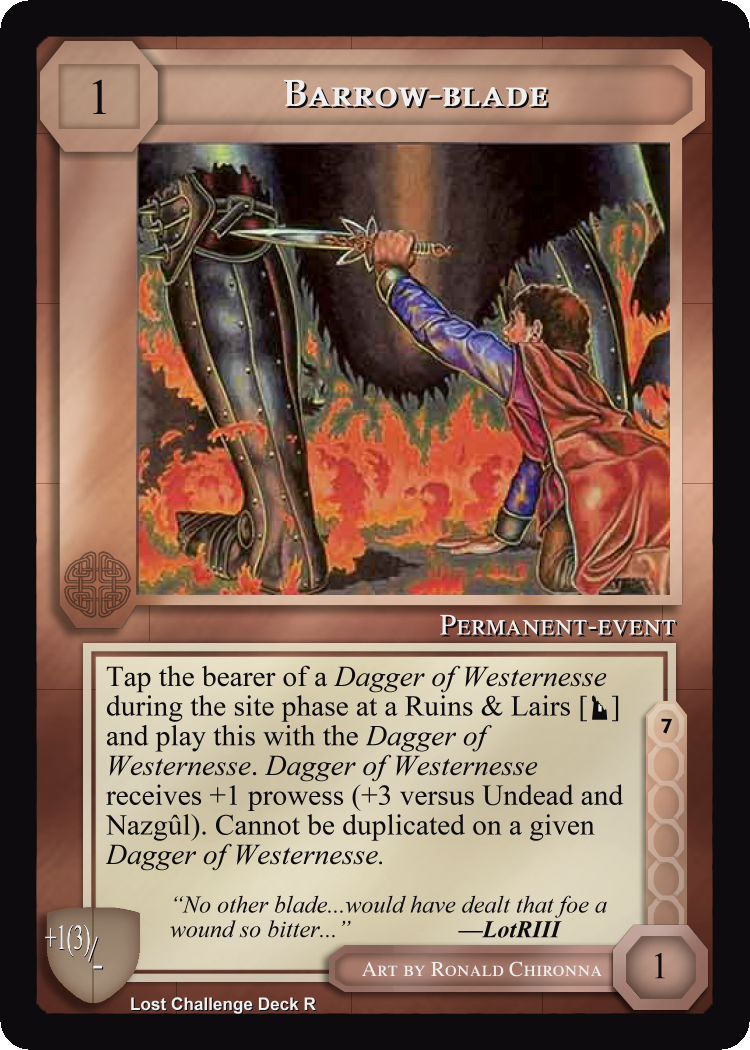 1
BARROW-BLADE
PERMANENT-EVENT
Tap the bearer of a Dagger of Westernesse
during the site phase at a Ruins & Lairs [ ]
and play this with the Dagger of
Westernesse. Dagger of Westernesse
receives +1 prowess (+3 versus Undead and
Nazgûl). Cannot be duplicated on a given
Dagger of Westernesse.
7
“No other blade...would have dealt that foe a
wound so bitter...” —LotRIII
+1(3)/-
ART BY RONALD CHIRONNA
1
Lost Challenge Deck R